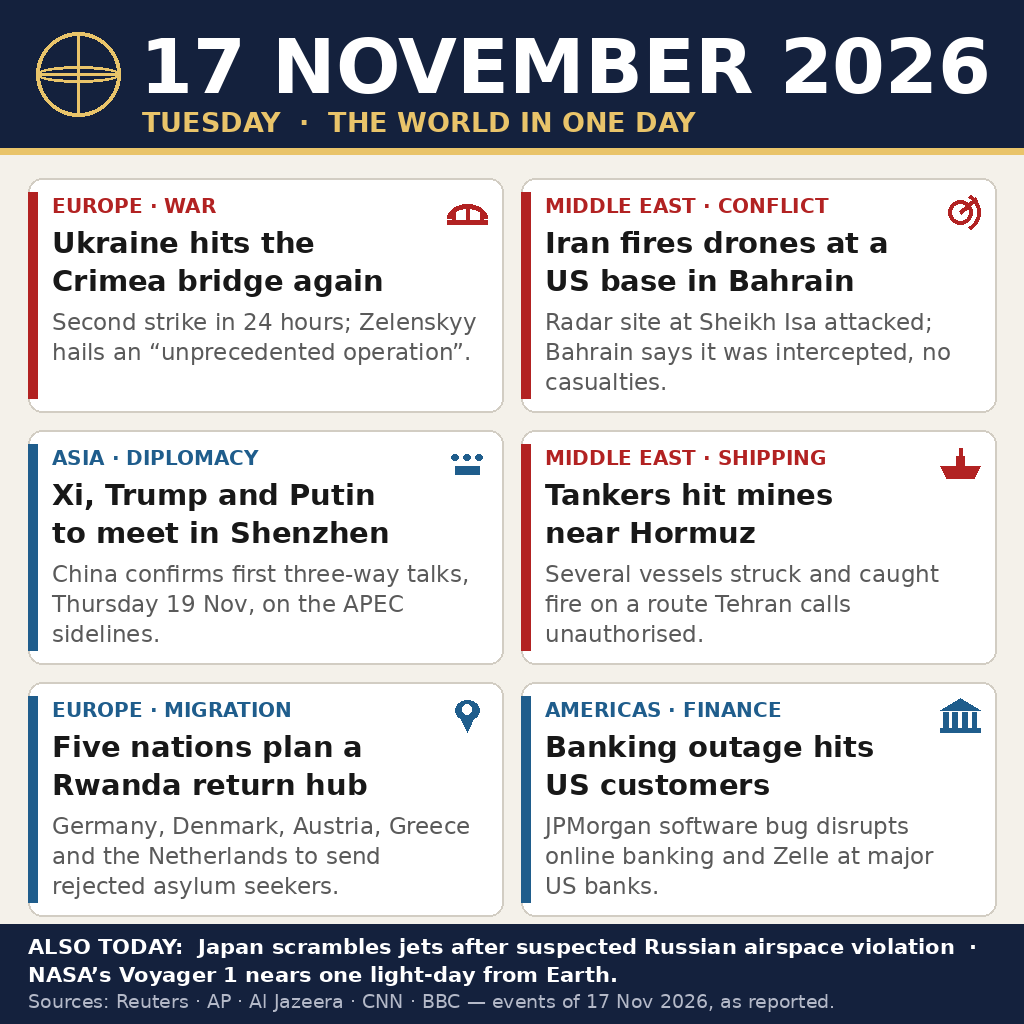 17 NOVEMBER 2026
TUESDAY · THE WORLD IN ONE DAY
EUROPE · WAR
Ukraine hits the
Crimea bridge again
Second strike in 24 hours; Zelenskyy
hails an “unprecedented operation”.
MIDDLE EAST · CONFLICT
Iran fires drones at a
US base in Bahrain
Radar site at Sheikh Isa attacked;
Bahrain says it was intercepted, no
casualties.
ASIA · DIPLOMACY
Xi, Trump and Putin
to meet in Shenzhen
China confirms first three-way talks,
Thursday 19 Nov, on the APEC
sidelines.
MIDDLE EAST · SHIPPING
Tankers hit mines
near Hormuz
Several vessels struck and caught
fire on a route Tehran calls
unauthorised.
EUROPE · MIGRATION
Five nations plan a
Rwanda return hub
Germany, Denmark, Austria, Greece
and the Netherlands to send
rejected asylum seekers.
AMERICAS · FINANCE
Banking outage hits
US customers
JPMorgan software bug disrupts
online banking and Zelle at major
US banks.
ALSO TODAY: Japan scrambles jets after suspected Russian airspace violation ·
NASA’s Voyager 1 nears one light-day from Earth.
Sources: Reuters · AP · Al Jazeera · CNN · BBC — events of 17 Nov 2026, as reported.